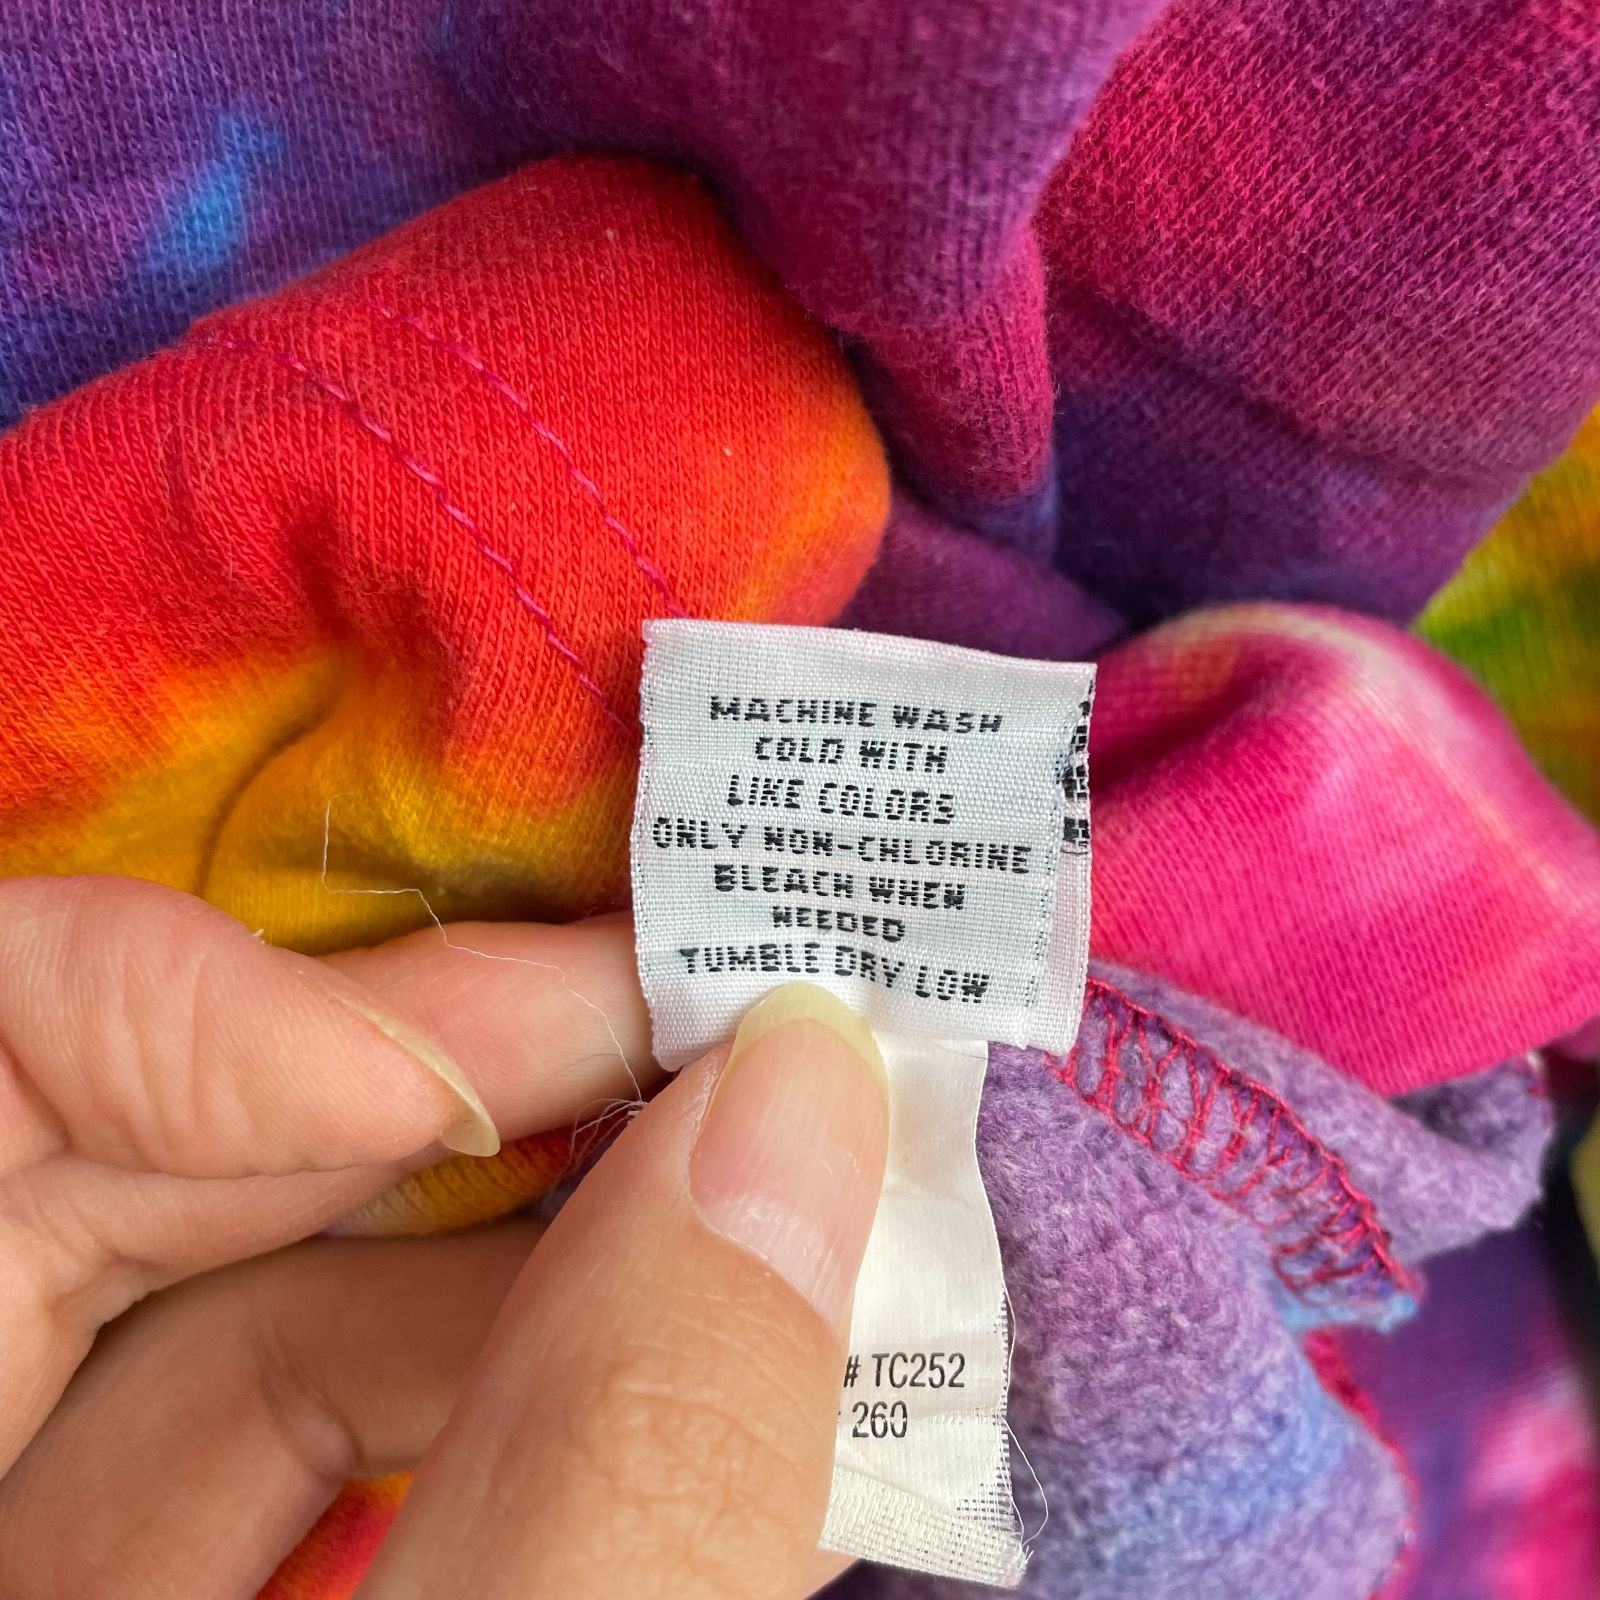 MACHINE WASH
COLD WITH
LIKE COLORS
ONLY NON-CHLORINE
BLEACH WHEN
NEEDED
TUMBLE DRY LOW
# TC252
260